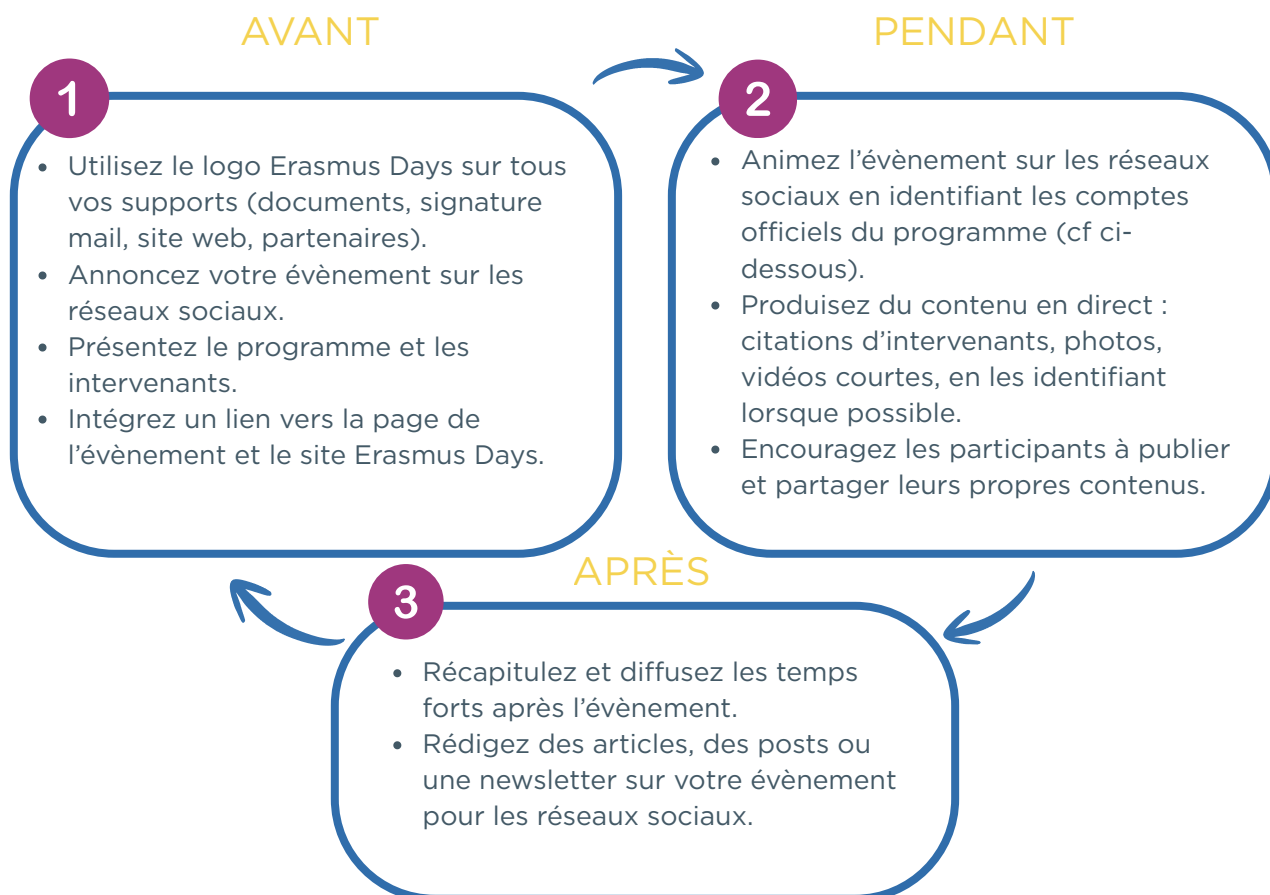 AVANT
1
• Utilisez le logo Erasmus Days sur tous
vos supports (documents, signature
mail, site web, partenaires).
• Annoncez votre évènement sur les
réseaux sociaux.
• Présentez le programme et les
intervenants.
• Intégrez un lien vers la page de
l’évènement et le site Erasmus Days.
PENDANT
2
• Animez l’évènement sur les réseaux
sociaux en identifiant les comptes
officiels du programme (cf ci-
dessous).
• Produisez du contenu en direct :
citations d’intervenants, photos,
vidéos courtes, en les identifiant
lorsque possible.
• Encouragez les participants à publier
et partager leurs propres contenus.
APRÈS
3
• Récapitulez et diffusez les temps
forts après l’évènement.
• Rédigez des articles, des posts ou
une newsletter sur votre évènement
pour les réseaux sociaux.